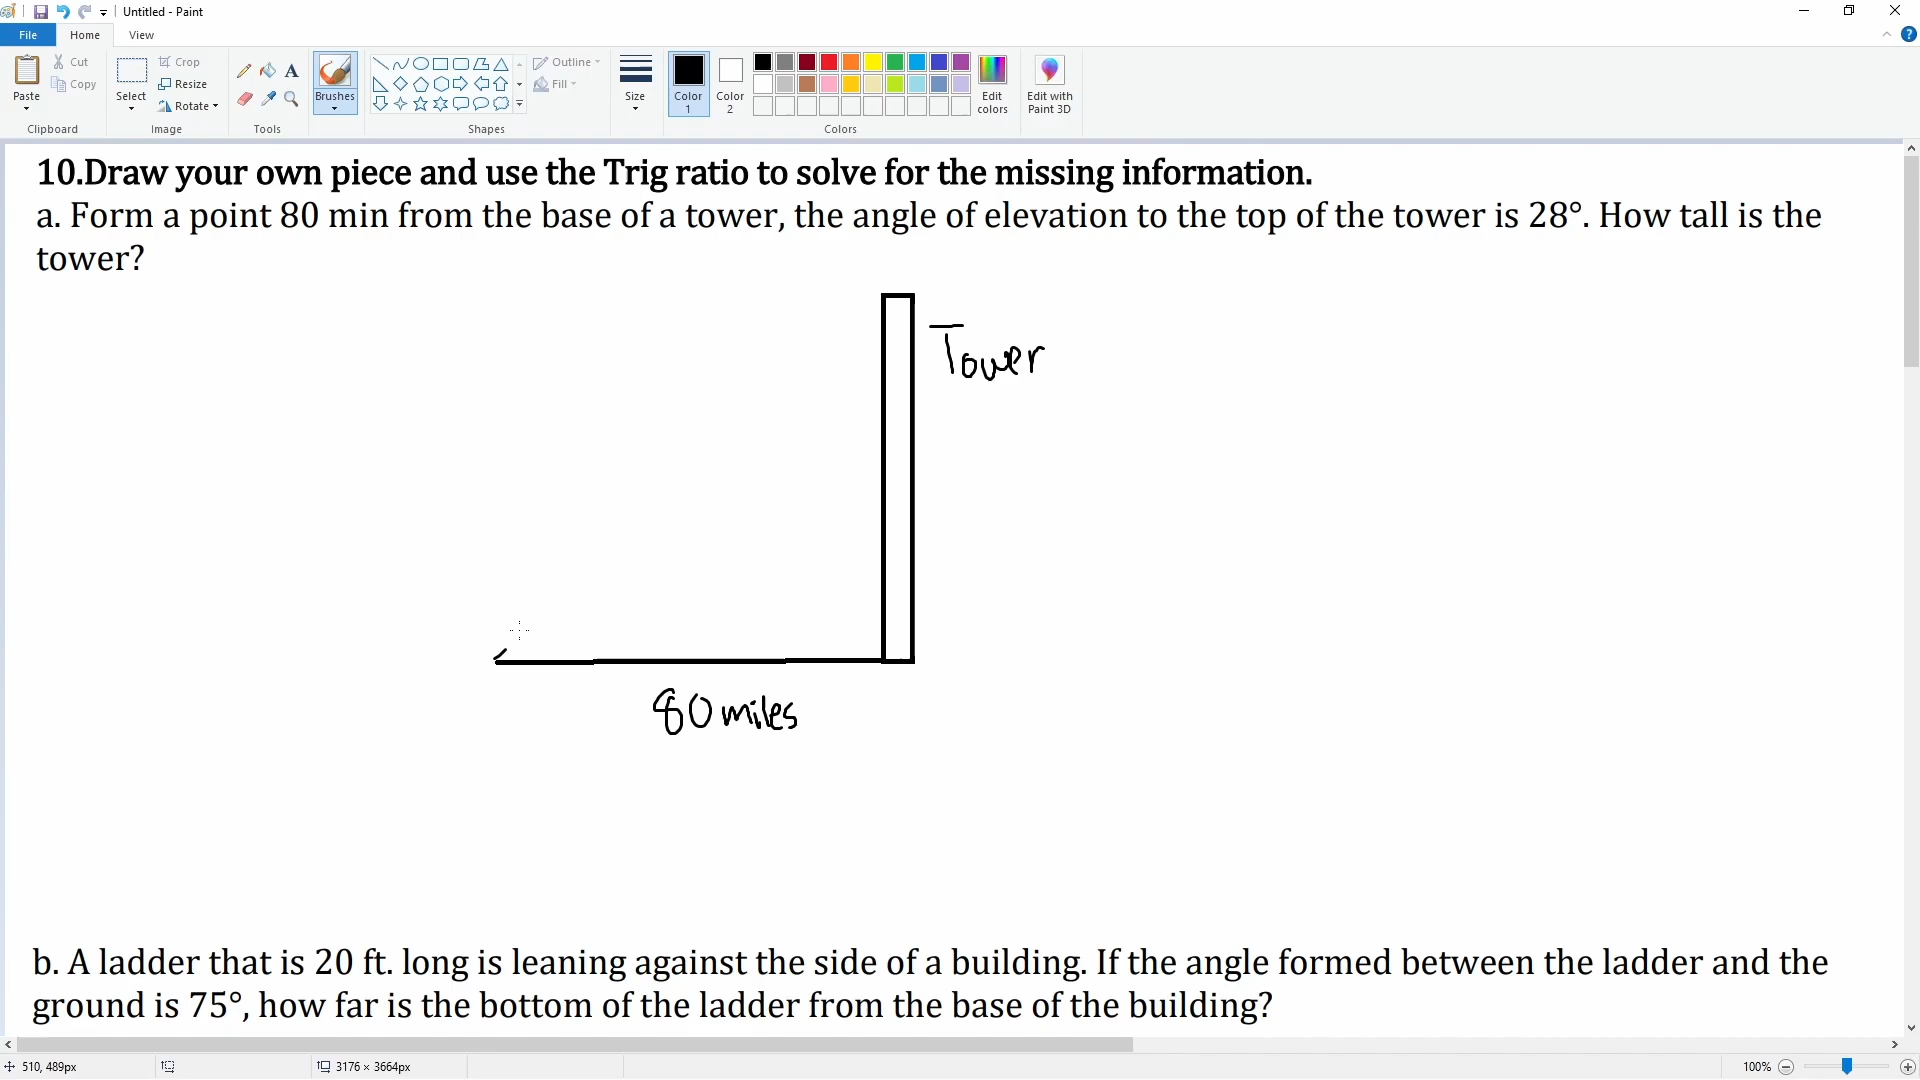 Untitled - Paint
File Home View
Paste Cut Copy Clipboard
Select Crop Resize Rotate Image
A Tools
Brushes
Shapes
Outline Fill
Size
Color 1 Color 2 Edit colors Colors
Edit with Paint 3D
10.Draw your own piece and use the Trig ratio to solve for the missing information.
a. Form a point 80 min from the base of a tower, the angle of elevation to the top of the tower is 28°. How tall is the
tower?
Tower
80 miles
b. A ladder that is 20 ft. long is leaning against the side of a building. If the angle formed between the ladder and the
ground is 75°, how far is the bottom of the ladder from the base of the building?
510, 489px 3176 × 3664px 100%